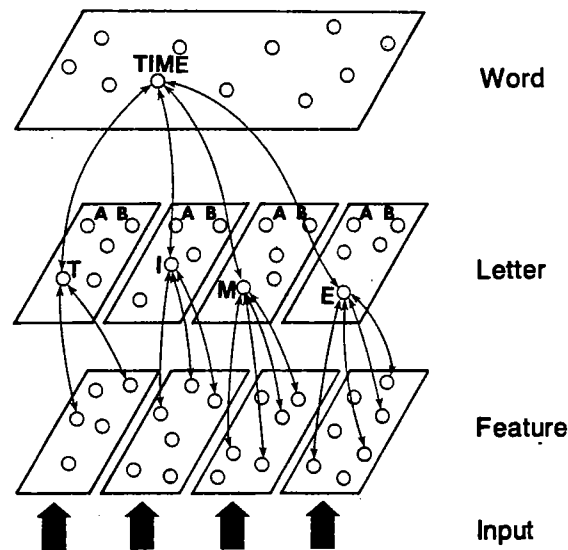 TIME
Word
A B A B A B A B
T I M E
Letter
Feature
Input